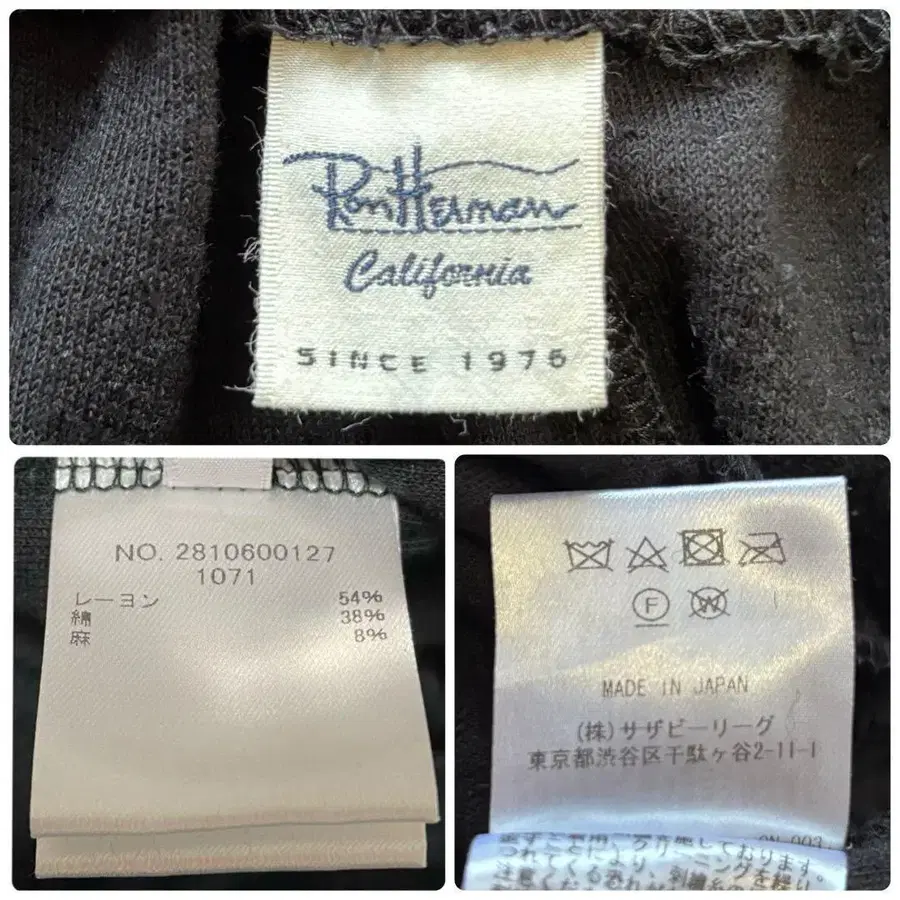 Ron Herman
California
SINCE 1976
NO. 2810600127
1071
レーヨン 54%
綿 38%
麻 8%
F
W
MADE IN JAPAN
(株)サザビーリーグ
東京都渋谷区千駄ヶ谷2-11-1